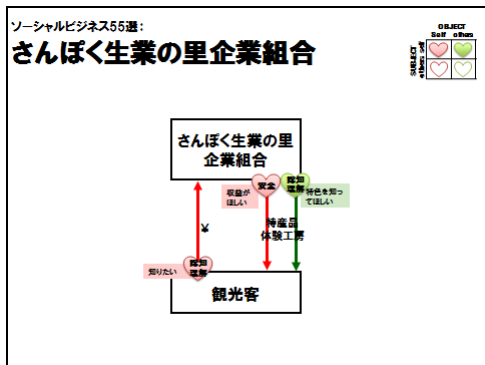 ソーシャルビジネス55選:
さんぽく生業の里企業組合
OBJECT
Self others
SUBJECT
others self
さんぽく生業の里
企業組合
収益が
ほしい
安全
認知
理解
特色を知っ
てほしい
¥
特産品
体験工房
知りたい
認知
理解
観光客